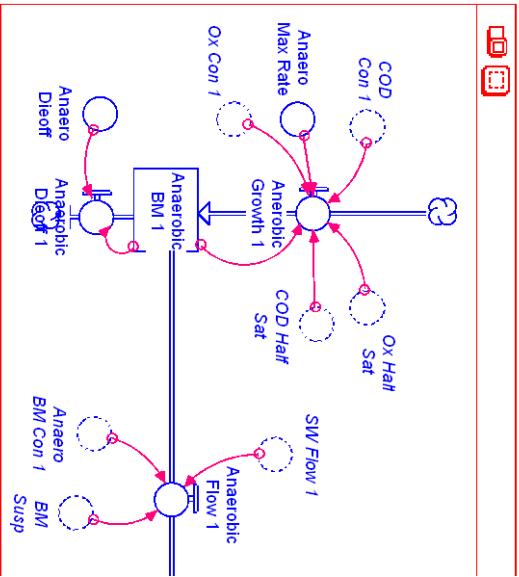 COD
Con 1
Anaero
Max Rate
Ox Con 1
Anaero
Dieoff
Anaerobic
Dieoff 1
Anaerobic
BM 1
Anerobic
Growth 1
Ox Half
Sat
COD Half
Sat
SW Flow 1
Anaerobic
Flow 1
Anaero
BM Con 1
BM
Susp